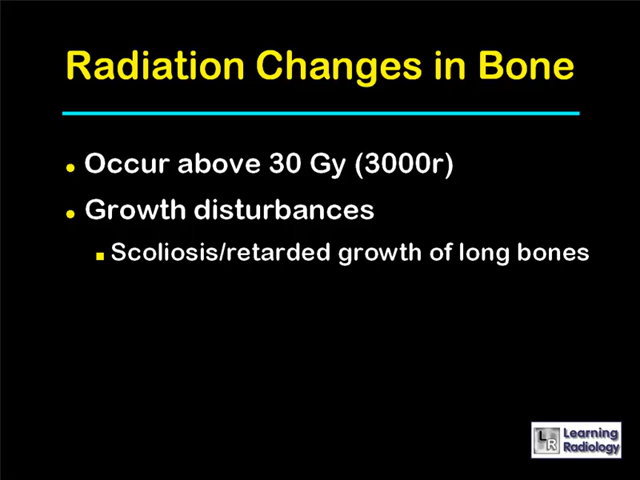 Radiation Changes in Bone
Occur above 30 Gy (3000r)
Growth disturbances
Scoliosis/retarded growth of long bones
LR Learning
Radiology